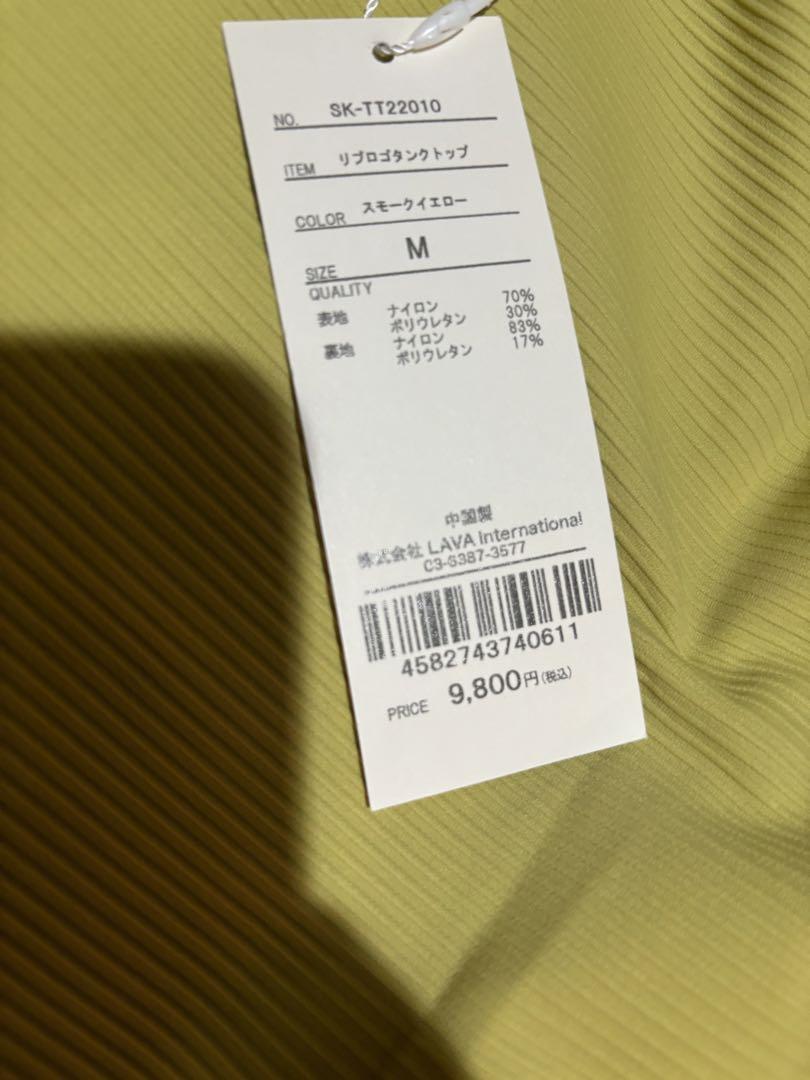 NO. SK-TT22010
ITEM リブロゴタンクトップ
COLOR スモークイエロー
SIZE M
QUALITY
表地 ナイロン 70%
ポリウレタン 30%
裏地 ナイロン 83%
ポリウレタン 17%
中国製
株式会社 LAVA International
03-6387-3577
4582743740611
PRICE 9,800円(税込)